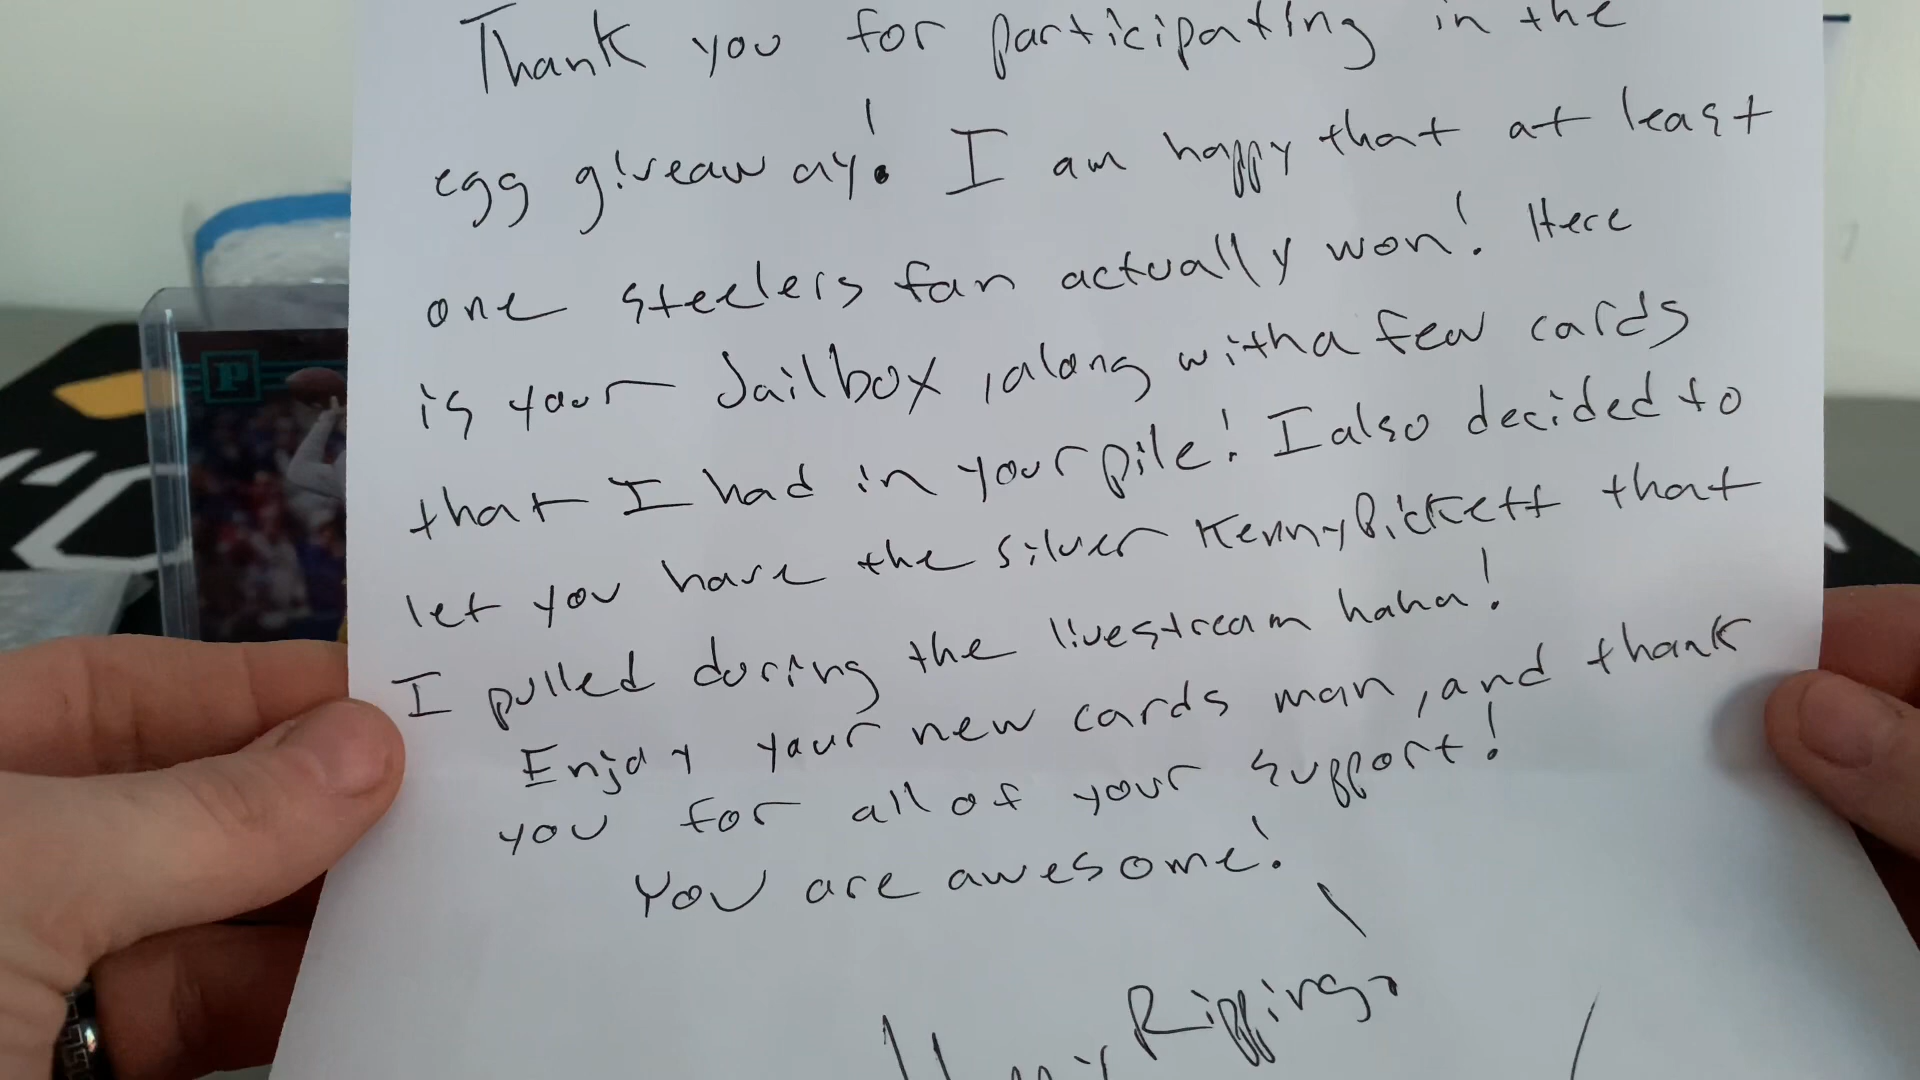 Thank you for participating in the
egg giveaway! I am happy that at least
one steelers fan actually won! Here
is your Jailbox, along with a few cards
that I had in your pile! I also decided to
let you have the silver Kenny Pickett that
I pulled during the livestream haha!
Enjoy your new cards man, and thank
you for all of your support!
You are awesome!
Ripping,
P